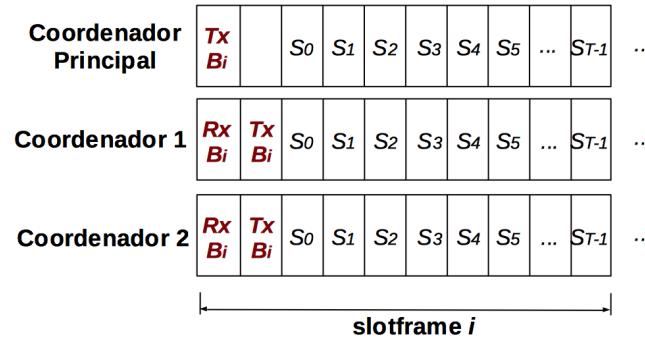 Coordenador Principal
Tx Bi
S0 S1 S2 S3 S4 S5 ... ST-1 ..
Coordenador 1
Rx Bi
Tx Bi
S0 S1 S2 S3 S4 S5 ... ST-1 ..
Coordenador 2
Rx Bi
Tx Bi
S0 S1 S2 S3 S4 S5 ... ST-1 ..
slotframe i